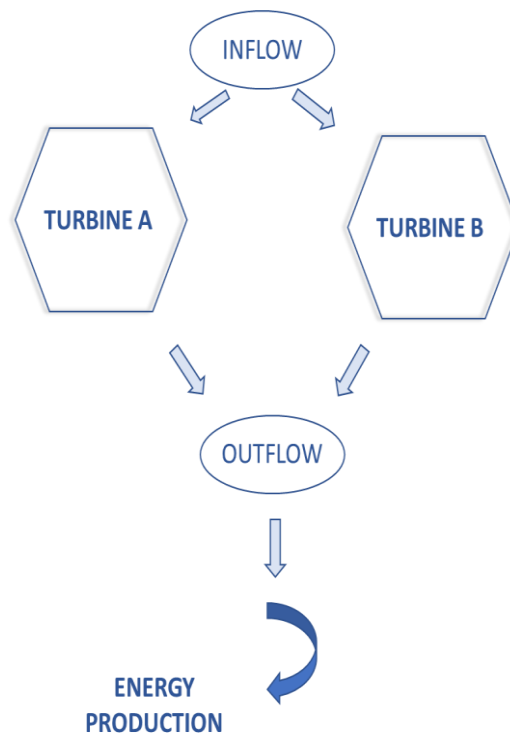 INFLOW
TURBINE A
TURBINE B
OUTFLOW
ENERGY
PRODUCTION